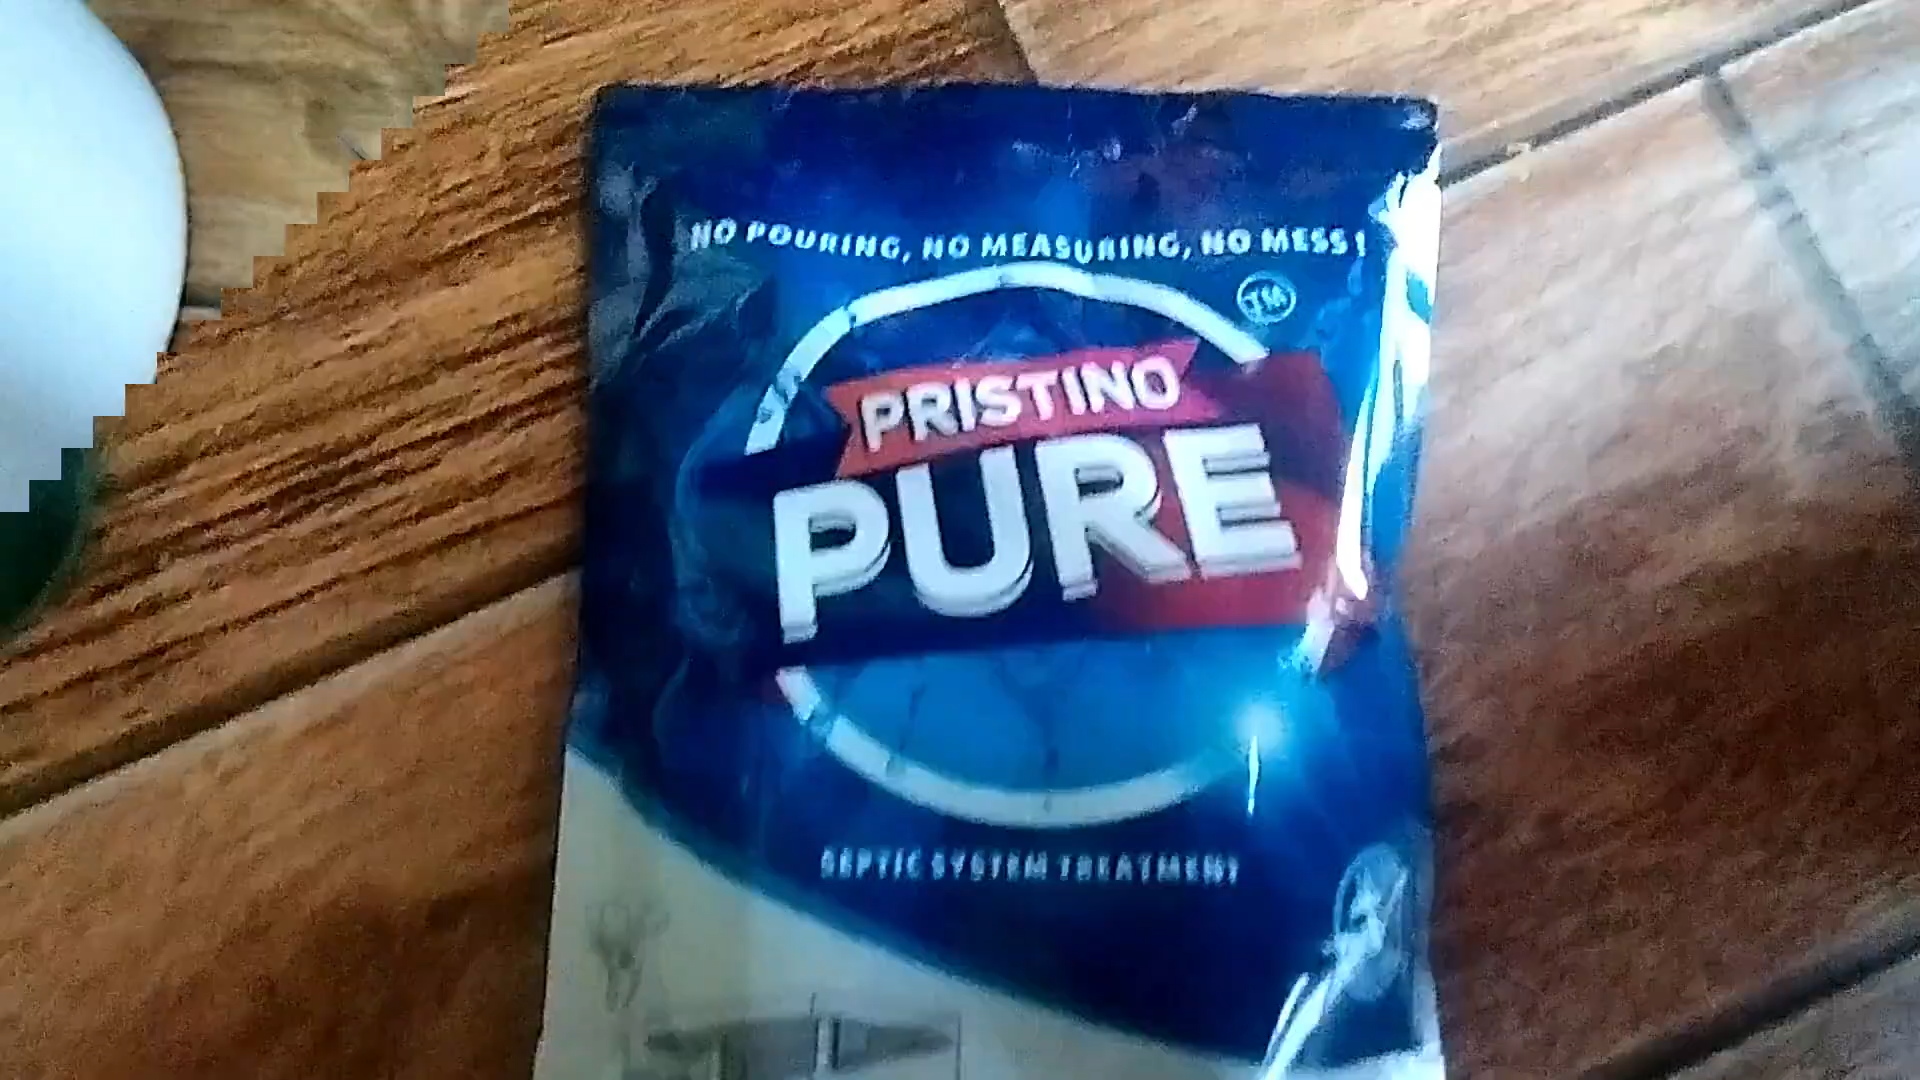 NO POURING, NO MEASURING, NO MESS!
TM
PRISTINO
PURE
SEPTIC SYSTEM TREATMENT